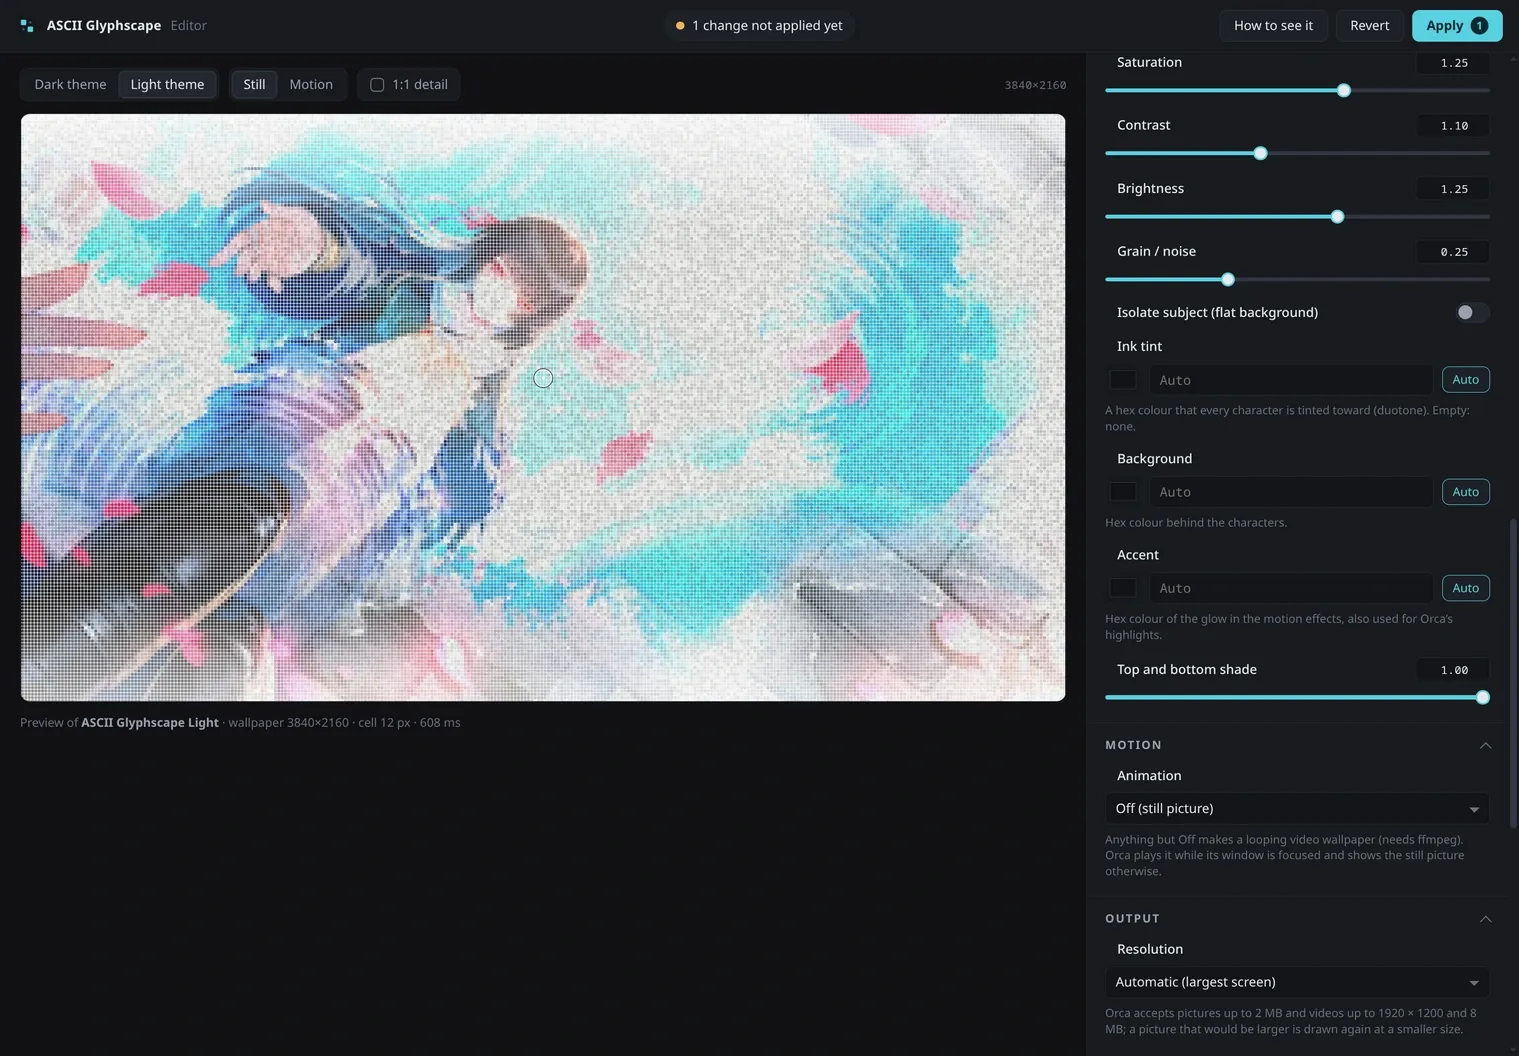 ASCII Glyphscape Editor
1 change not applied yet
How to see it
Revert
Apply 1
Dark theme
Light theme
Still
Motion
1:1 detail
3840×2160
Preview of ASCII Glyphscape Light · wallpaper 3840×2160 · cell 12 px · 608 ms
Saturation 1.25
Contrast 1.10
Brightness 1.25
Grain / noise 0.25
Isolate subject (flat background)
Ink tint
Auto Auto
A hex colour that every character is tinted toward (duotone). Empty:
none.
Background
Auto Auto
Hex colour behind the characters.
Accent
Auto Auto
Hex colour of the glow in the motion effects, also used for Orca's
highlights.
Top and bottom shade 1.00
MOTION
Animation
Off (still picture)
Anything but Off makes a looping video wallpaper (needs ffmpeg).
Orca plays it while its window is focused and shows the still picture
otherwise.
OUTPUT
Resolution
Automatic (largest screen)
Orca accepts pictures up to 2 MB and videos up to 1920 × 1200 and 8
MB; a picture that would be larger is drawn again at a smaller size.